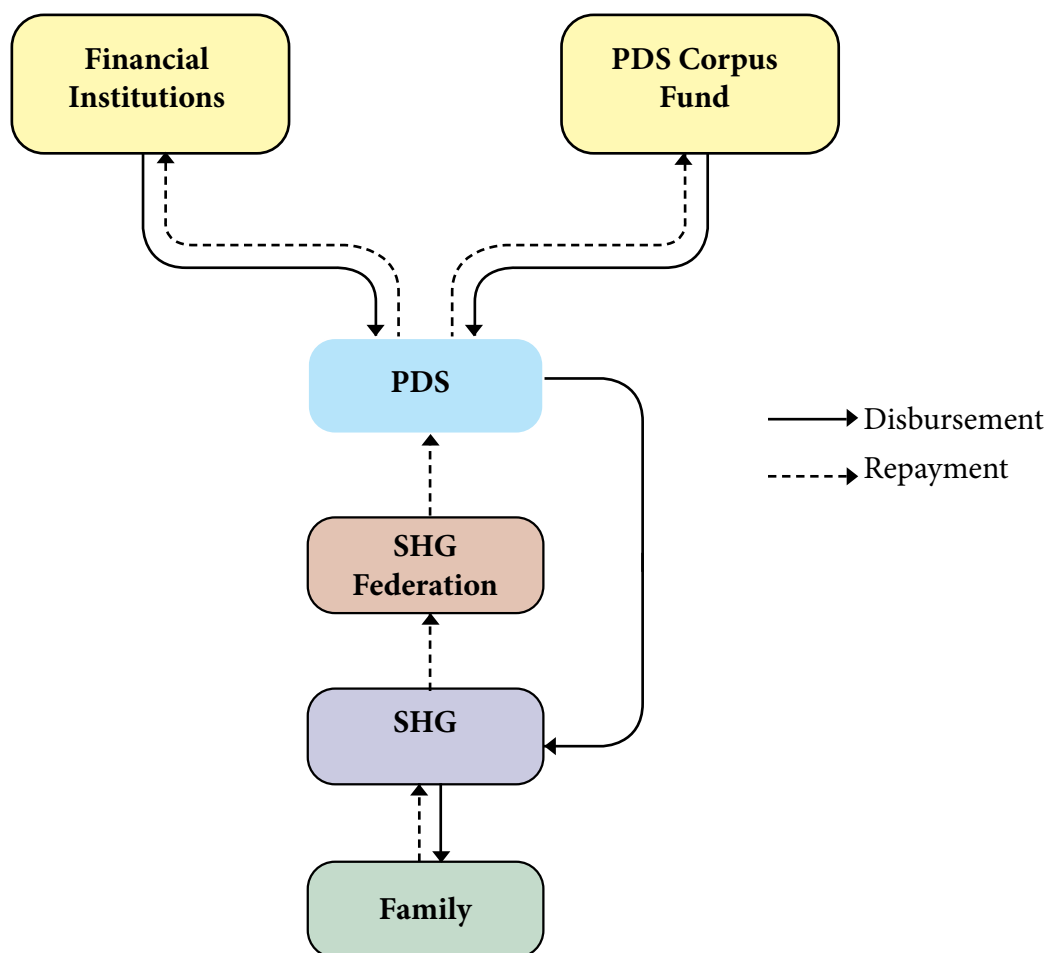 Financial
Institutions
PDS Corpus
Fund
PDS
Disbursement
Repayment
SHG
Federation
SHG
Family